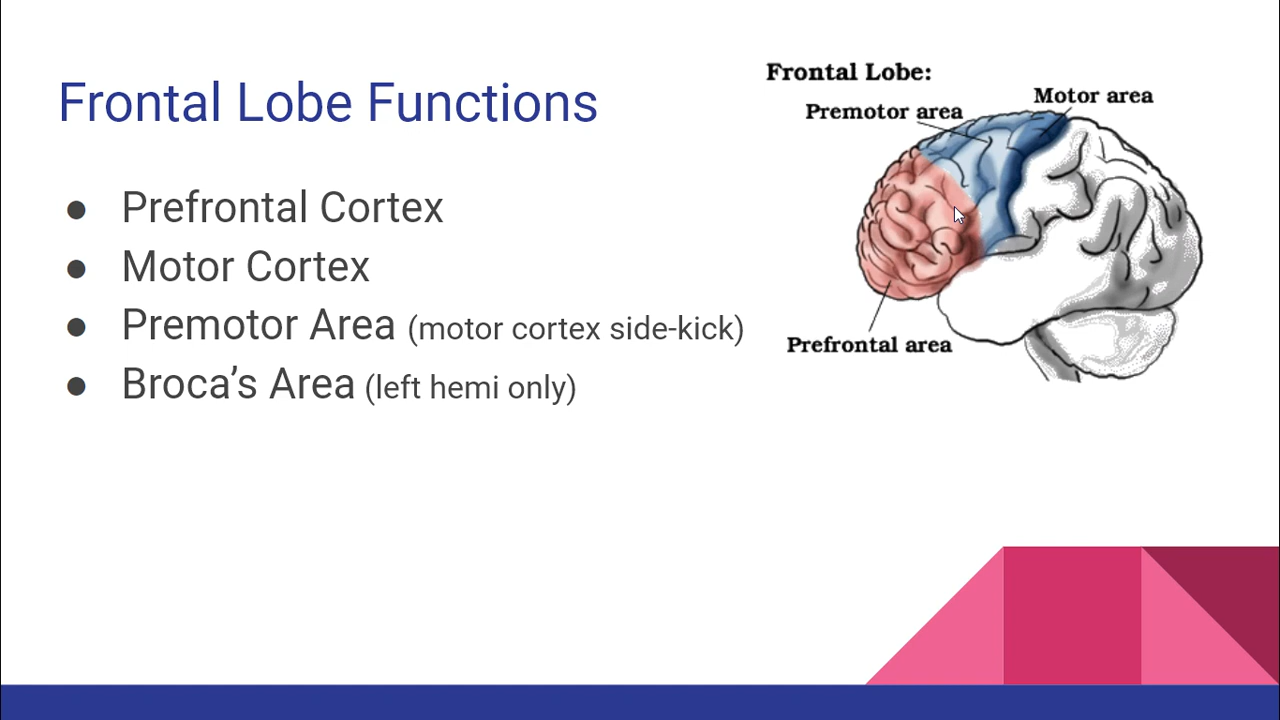 Frontal Lobe Functions
Prefrontal Cortex
Motor Cortex
Premotor Area (motor cortex side-kick)
Broca’s Area (left hemi only)
Frontal Lobe:
Premotor area
Motor area
Prefrontal area